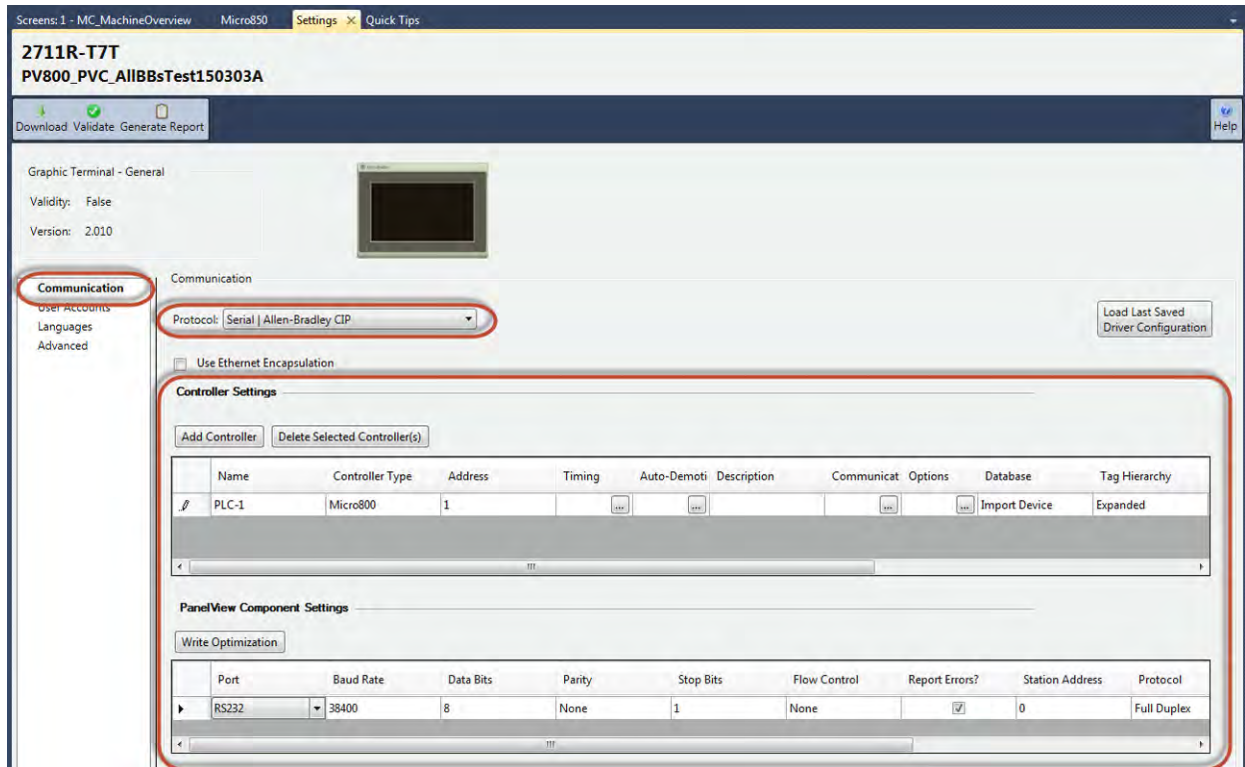 Screens: 1 - MC_MachineOverview Micro850 Settings Quick Tips
2711R-T7T
PV800_PVC_AllBBsTest150303A
Download Validate Generate Report Help
Graphic Terminal - General
Validity: False
Version: 2.010
Communication
User Accounts
Languages
Advanced
Communication
Protocol: Serial | Allen-Bradley CIP
Load Last Saved
Driver Configuration
Use Ethernet Encapsulation
Controller Settings
Add Controller Delete Selected Controller(s)
Name Controller Type Address Timing Auto-Demoti Description Communicat Options Database Tag Hierarchy
PLC-1 Micro800 1 ... ... ... ... Import Device Expanded
PanelView Component Settings
Write Optimization
Port Baud Rate Data Bits Parity Stop Bits Flow Control Report Errors? Station Address Protocol
RS232 38400 8 None 1 None 0 Full Duplex